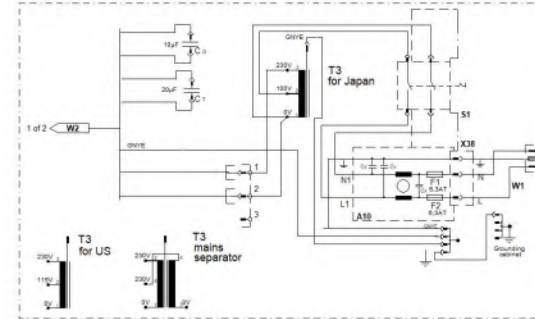 GNYE
10µF
C
230V
T3
for Japan
100V
20µF
C T
0V
S1
1 of 2
W2
GNYE
X38
1
N1
F1
6,3AT
N
W1
2
L1
F2
6,3AT
L
3
A10
GNYE
T3
for US
T3
mains
separator
Grounding
cabinet
230V
115V
0V
230V
230V
0V
0V